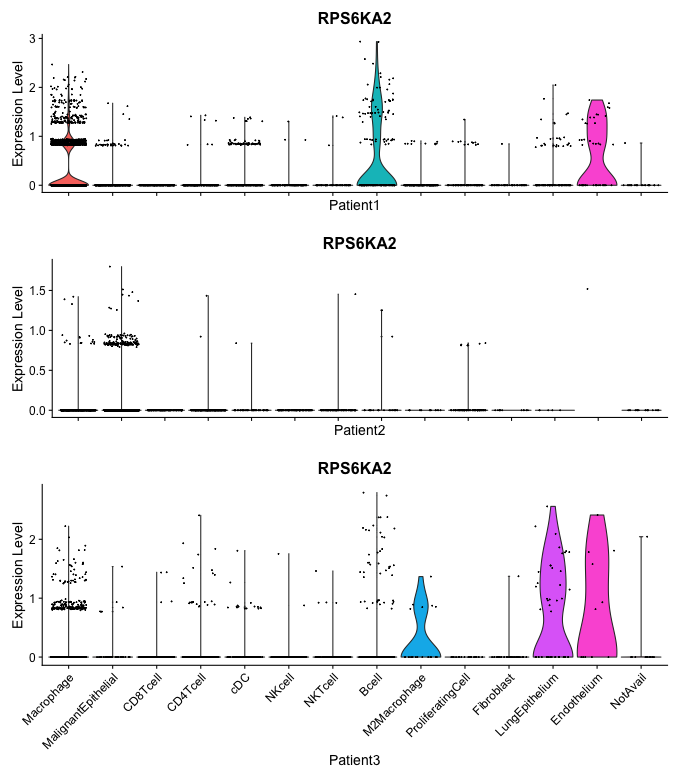 RPS6KA2
Expression Level
3
2
1
0
Patient1
RPS6KA2
Expression Level
1.5
1.0
0.5
0.0
Patient2
RPS6KA2
Expression Level
2
1
0
Macrophage
MalignantEpithelial
CD8Tcell
CD4Tcell
cDC
NKcell
NKTcell
Bcell
M2Macrophage
ProliferatingCell
Fibroblast
LungEpithelium
Endothelium
NotAvail
Patient3